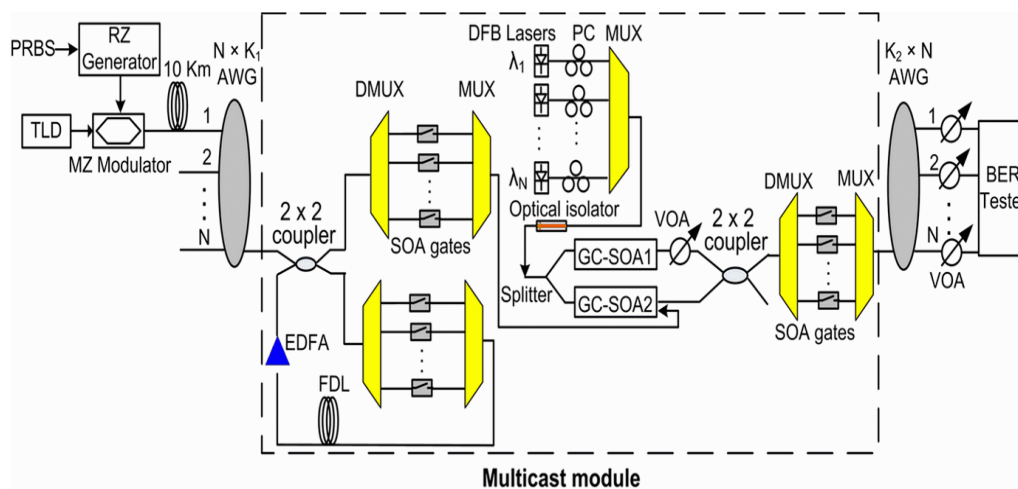 PRBS
RZ
Generator
TLD
MZ Modulator
10 Km
N × K₁
AWG
1
2
N
2 x 2
coupler
DMUX
MUX
SOA gates
EDFA
FDL
DFB Lasers
PC
MUX
λ₁
λN
Optical isolator
Splitter
GC-SOA1
GC-SOA2
VOA
2 x 2
coupler
DMUX
MUX
SOA gates
K₂ × N
AWG
1
2
N
VOA
BER
Tester
Multicast module